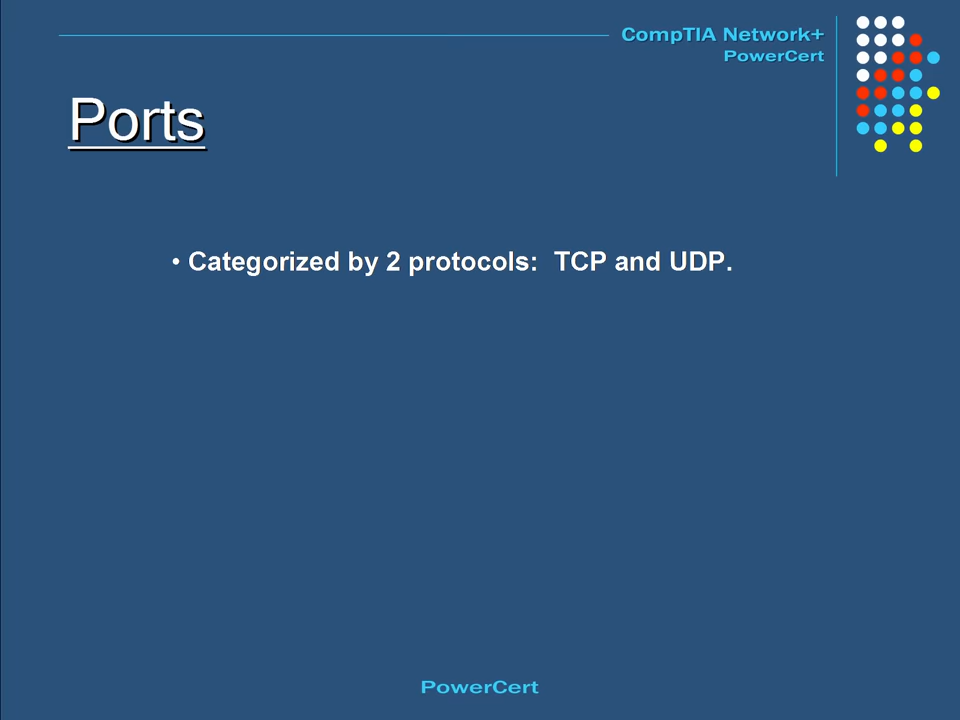 CompTIA Network+
PowerCert
Ports
• Categorized by 2 protocols:  TCP and UDP.
PowerCert